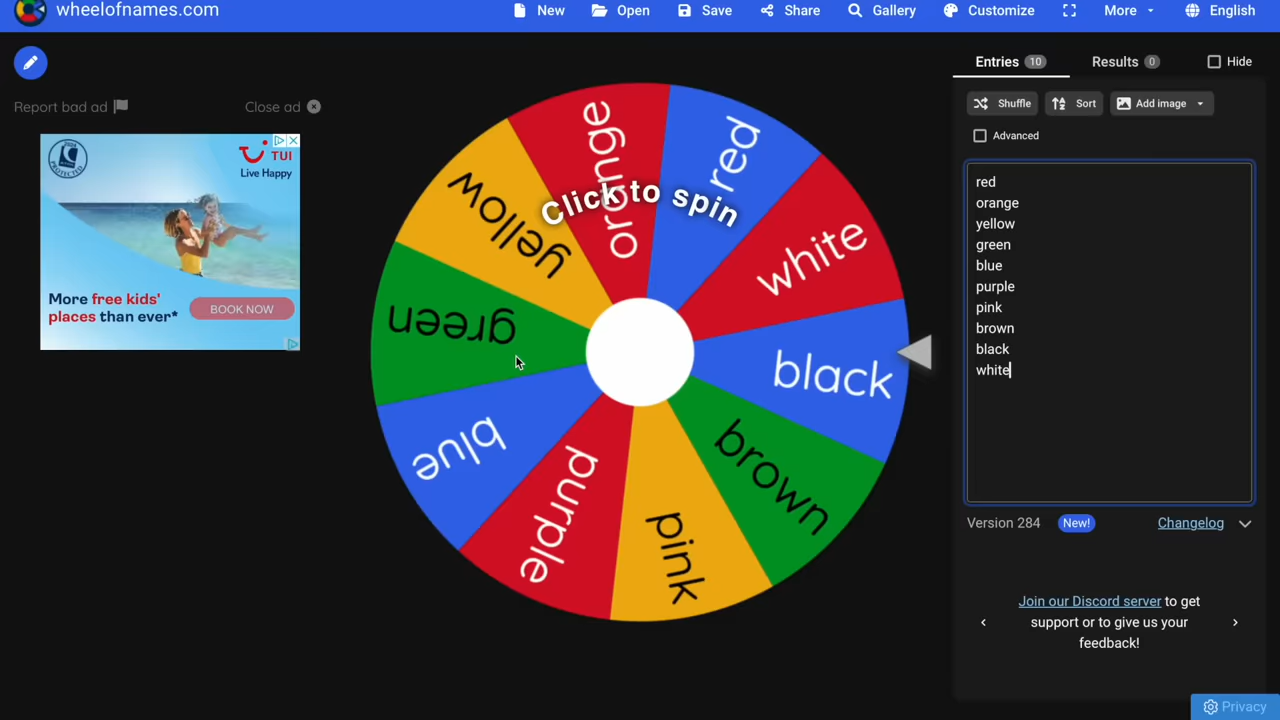 wheelofnames.com
New
Open
Save
Share
Gallery
Customize
More
English
Report bad ad
Close ad
TUI
Live Happy
More free kids'
places than ever*
BOOK NOW
Click to spin
orange
red
white
black
brown
pink
purple
blue
green
yellow
Entries 10
Results 0
Hide
Shuffle
Sort
Add image
Advanced
red
orange
yellow
green
blue
purple
pink
brown
black
white
Version 284
New!
Changelog
Join our Discord server to get
support or to give us your
feedback!
Privacy